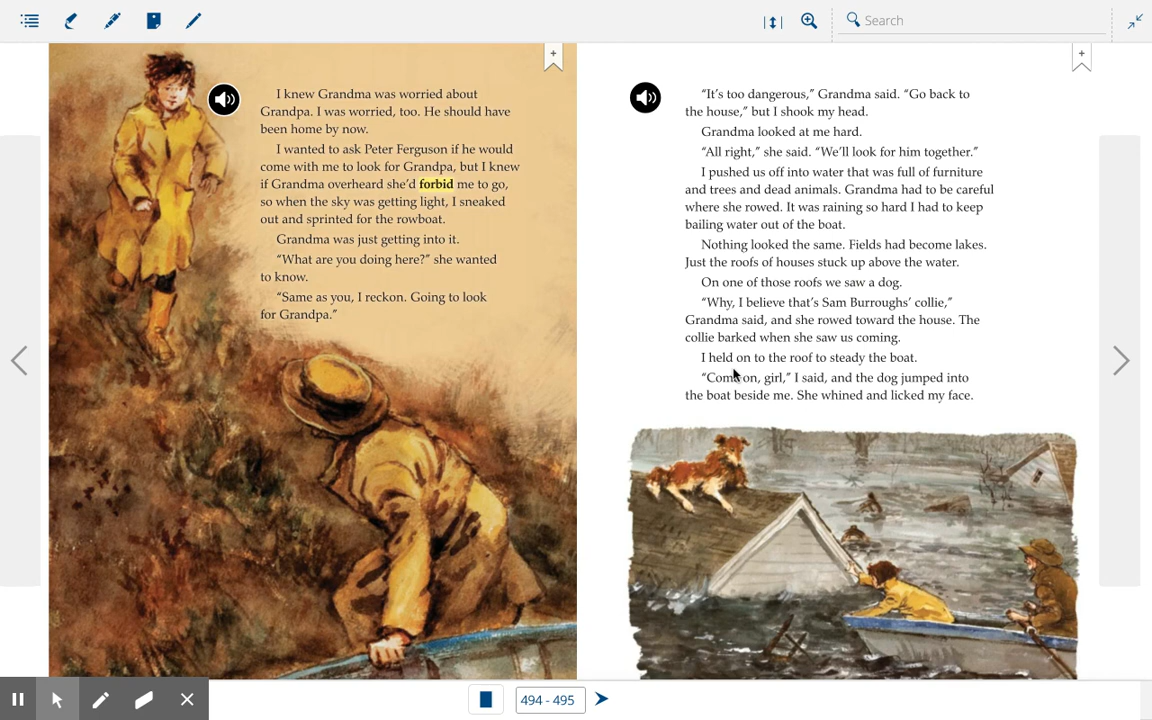 Search
I knew Grandma was worried about
Grandpa. I was worried, too. He should have
been home by now.
I wanted to ask Peter Ferguson if he would
come with me to look for Grandpa, but I knew
if Grandma overheard she’d forbid me to go,
so when the sky was getting light, I sneaked
out and sprinted for the rowboat.
Grandma was just getting into it.
“What are you doing here?” she wanted
to know.
“Same as you, I reckon. Going to look
for Grandpa.”
“It’s too dangerous,” Grandma said. “Go back to
the house,” but I shook my head.
Grandma looked at me hard.
“All right,” she said. “We’ll look for him together.”
I pushed us off into water that was full of furniture
and trees and dead animals. Grandma had to be careful
where she rowed. It was raining so hard I had to keep
bailing water out of the boat.
Nothing looked the same. Fields had become lakes.
Just the roofs of houses stuck up above the water.
On one of those roofs we saw a dog.
“Why, I believe that’s Sam Burroughs’ collie,”
Grandma said, and she rowed toward the house. The
collie barked when she saw us coming.
I held on to the roof to steady the boat.
“Come on, girl,” I said, and the dog jumped into
the boat beside me. She whined and licked my face.
494 - 495